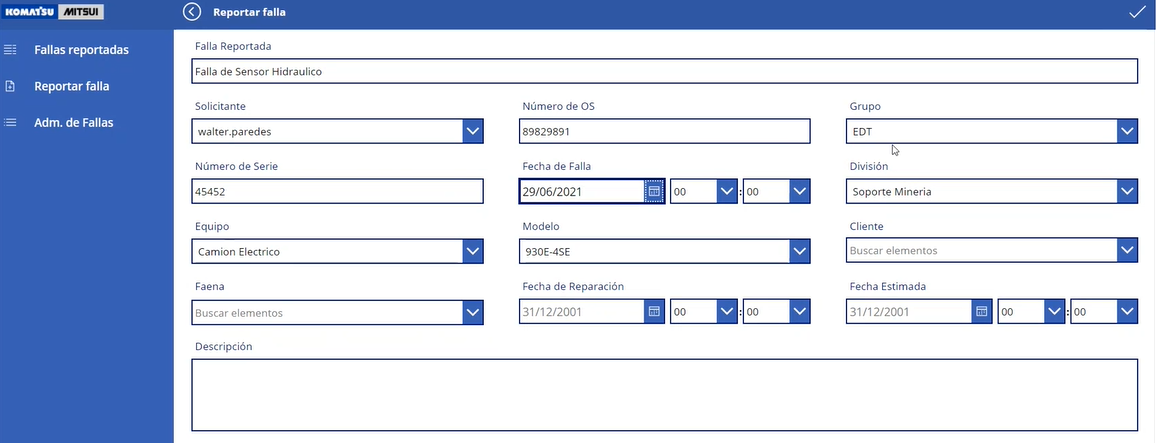 KOMATSU MITSUI
Reportar falla
Fallas reportadas
Reportar falla
Adm. de Fallas
Falla Reportada
Falla de Sensor Hidraulico
Solicitante Número de OS Grupo
walter.paredes 89829891 EDT
Número de Serie Fecha de Falla División
45452 29/06/2021 00 : 00 Soporte Mineria
Equipo Modelo Cliente
Camion Electrico 930E-4SE Buscar elementos
Faena Fecha de Reparación Fecha Estimada
Buscar elementos 31/12/2001 00 : 00 31/12/2001 00 : 00
Descripción